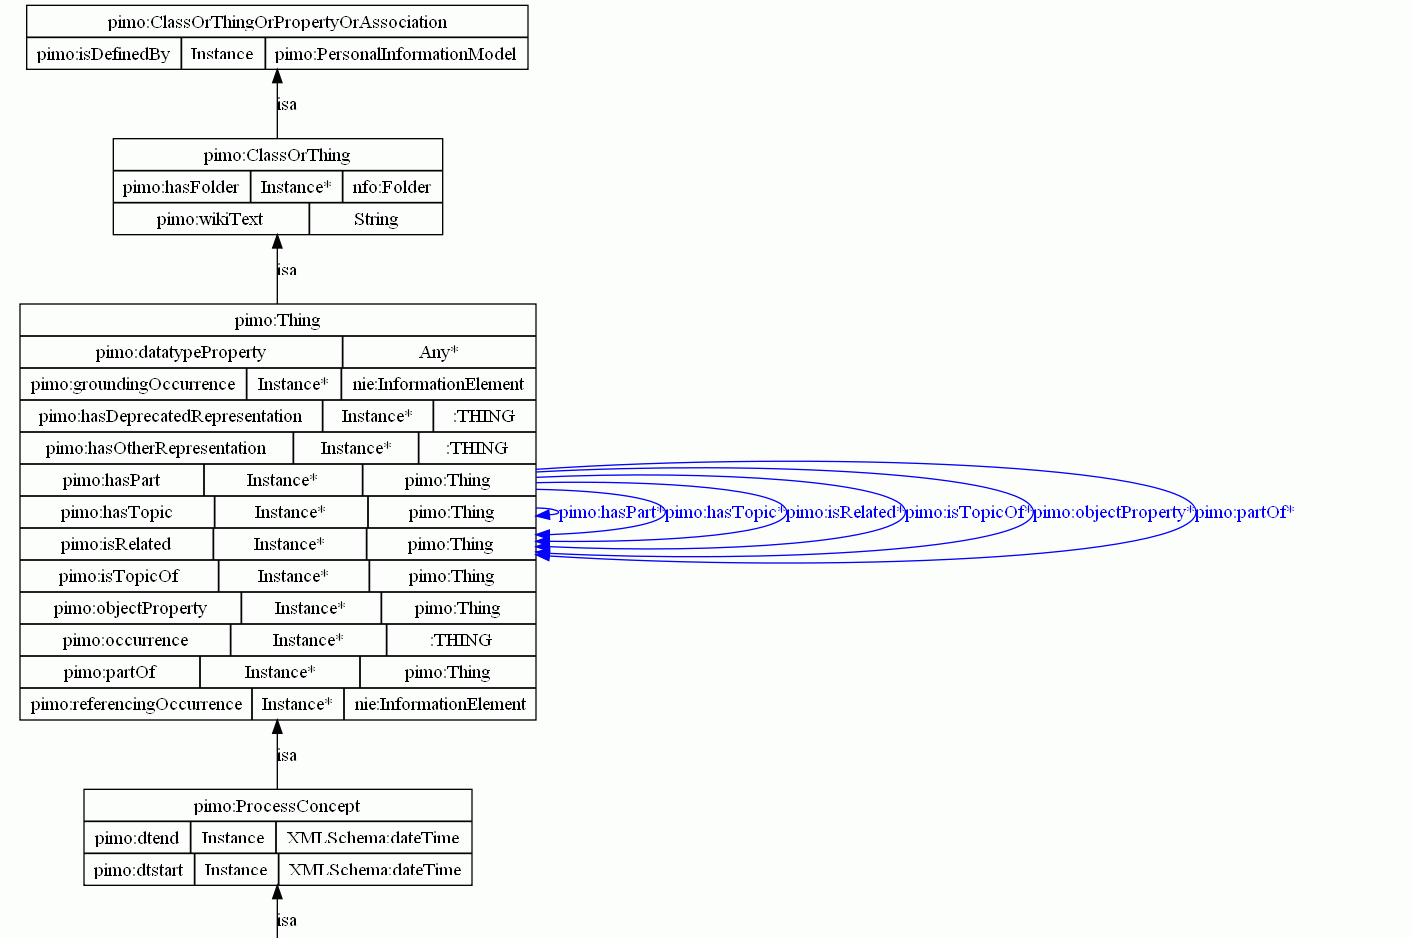 pimo:ClassOrThingOrPropertyOrAssociation
pimo:isDefinedBy Instance pimo:PersonalInformationModel
isa
pimo:ClassOrThing
pimo:hasFolder Instance* nfo:Folder
pimo:wikiText String
isa
pimo:Thing
pimo:datatypeProperty Any*
pimo:groundingOccurrence Instance* nie:InformationElement
pimo:hasDeprecatedRepresentation Instance* :THING
pimo:hasOtherRepresentation Instance* :THING
pimo:hasPart Instance* pimo:Thing
pimo:hasTopic Instance* pimo:Thing pimo:hasPart* pimo:hasTopic* pimo:isRelated* pimo:isTopicOf* pimo:objectProperty* pimo:partOf*
pimo:isRelated Instance* pimo:Thing
pimo:isTopicOf Instance* pimo:Thing
pimo:objectProperty Instance* pimo:Thing
pimo:occurrence Instance* :THING
pimo:partOf Instance* pimo:Thing
pimo:referencingOccurrence Instance* nie:InformationElement
isa
pimo:ProcessConcept
pimo:dtend Instance XMLSchema:dateTime
pimo:dtstart Instance XMLSchema:dateTime
isa